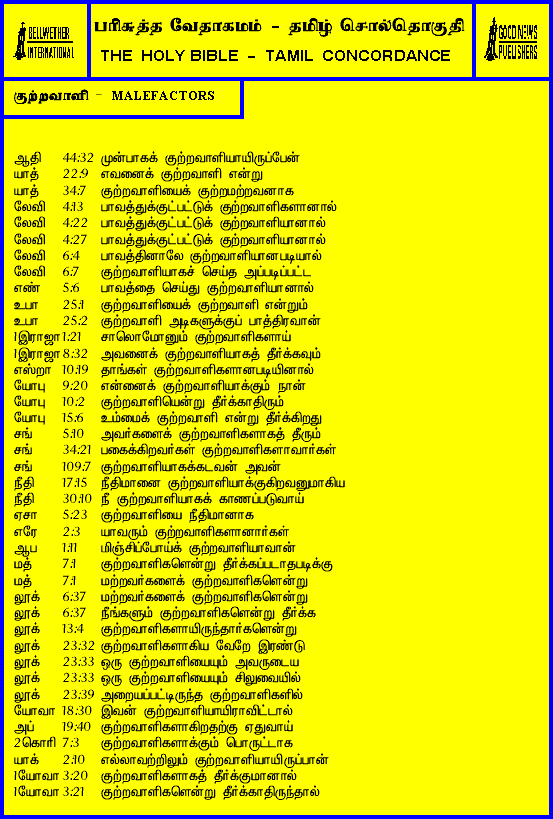 BELLWETHER
INTERNATIONAL
பரிசுத்த வேதாகமம் - தமிழ் சொல்தொகுதி
THE HOLY BIBLE - TAMIL CONCORDANCE
GOOD NEWS
PUBLISHERS
குற்றவாளி - MALEFACTORS
ஆதி 44:32 முன்பாகக் குற்றவாளியாயிருப்பேன்
யாத் 22:9 எவனைக் குற்றவாளி என்று
யாத் 34:7 குற்றவாளியைக் குற்றமற்றவனாக
லேவி 4:13 பாவத்துக்குட்பட்டுக் குற்றவாளிகளானால்
லேவி 4:22 பாவத்துக்குட்பட்டுக் குற்றவாளியானால்
லேவி 4:27 பாவத்துக்குட்பட்டுக் குற்றவாளியானால்
லேவி 6:4 பாவத்தினாலே குற்றவாளியானபடியால்
லேவி 6:7 குற்றவாளியாகச் செய்த அப்படிப்பட்ட
எண் 5:6 பாவத்தை செய்து குற்றவாளியானால்
உபா 25:1 குற்றவாளியைக் குற்றவாளி என்றும்
உபா 25:2 குற்றவாளி அடிகளுக்குப் பாத்திரவான்
1இராஜா 1:21 சாலொமோனும் குற்றவாளிகளாய்
1இராஜா 8:32 அவனைக் குற்றவாளியாகத் தீர்க்கவும்
எஸ்றா 10:19 தாங்கள் குற்றவாளிகளானபடியினால்
யோபு 9:20 என்னைக் குற்றவாளியாக்கும் நான்
யோபு 10:2 குற்றவாளியென்று தீர்க்காதிரும்
யோபு 15:6 உம்மைக் குற்றவாளி என்று தீர்க்கிறது
சங் 5:10 அவர்களைக் குற்றவாளிகளாகத் தீரும்
சங் 34:21 பகைக்கிறவர்கள் குற்றவாளிகளாவார்கள்
சங் 109:7 குற்றவாளியாகக்கடவன் அவன்
நீதி 17:15 நீதிமானை குற்றவாளியாக்குகிறவனுமாகிய
நீதி 30:10 நீ குற்றவாளியாகக் காணப்படுவாய்
ஏசா 5:23 குற்றவாளியை நீதிமானாக
எரே 2:3 யாவரும் குற்றவாளிகளானார்கள்
ஆப 1:11 மிஞ்சிப்போய்க் குற்றவாளியாவான்
மத் 7:1 குற்றவாளிகளென்று தீர்க்கப்படாதபடிக்கு
மத் 7:1 மற்றவர்களைக் குற்றவாளிகளென்று
லூக் 6:37 மற்றவர்களைக் குற்றவாளிகளென்று
லூக் 6:37 நீங்களும் குற்றவாளிகளென்று தீர்க்க
லூக் 13:4 குற்றவாளிகளாயிருந்தார்களென்று
லூக் 23:32 குற்றவாளிகளாகிய வேறே இரண்டு
லூக் 23:33 ஒரு குற்றவாளியையும் அவருடைய
லூக் 23:33 ஒரு குற்றவாளியையும் சிலுவையில்
லூக் 23:39 அறையப்பட்டிருந்த குற்றவாளிகளில்
யோவா 18:30 இவன் குற்றவாளியாயிராவிட்டால்
அப் 19:40 குற்றவாளிகளாகிறதற்கு ஏதுவாய்
2கொரி 7:3 குற்றவாளிகளாக்கும் பொருட்டாக
யாக் 2:10 எல்லாவற்றிலும் குற்றவாளியாயிருப்பான்
1யோவா 3:20 குற்றவாளிகளாகத் தீர்க்குமானால்
1யோவா 3:21 குற்றவாளிகளென்று தீர்க்காதிருந்தால்